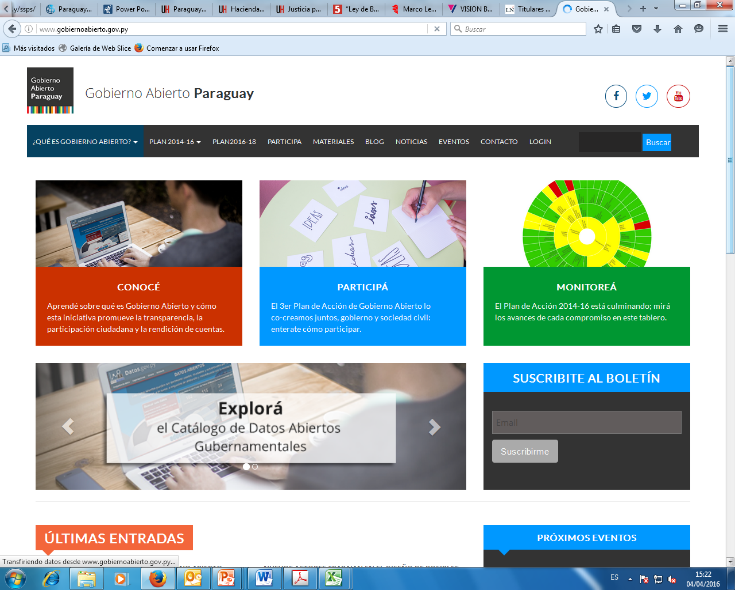 y/ssps/ Paraguay... Power Po... Paraguay... Hacienda... Justicia p... "Ley de B... Marco Le... VISION B... Titulares ... Gobie...
www.gobiernoabierto.gov.py
Buscar
Más visitados Galería de Web Slice Comenzar a usar Firefox
Gobierno
Abierto
Paraguay
Gobierno Abierto Paraguay
¿QUÉ ES GOBIERNO ABIERTO? PLAN 2014-16 PLAN2016-18 PARTICIPA MATERIALES BLOG NOTICIAS EVENTOS CONTACTO LOGIN Buscar
IDEAS
ideas
CONOCÉ
Aprendé sobre qué es Gobierno Abierto y cómo
esta iniciativa promueve la transparencia, la
participación ciudadana y la rendición de cuentas.
PARTICIPÁ
El 3er Plan de Acción de Gobierno Abierto lo
co-creamos juntos, gobierno y sociedad civil:
enterate cómo participar.
MONITOREÁ
El Plan de Acción 2014-16 está culminando; mirá
los avances de cada compromiso en este tablero.
Explorá
el Catálogo de Datos Abiertos
Gubernamentales
SUSCRIBITE AL BOLETÍN
Email
Suscribirme
ÚLTIMAS ENTRADAS
PRÓXIMOS EVENTOS
Transfiriendo datos desde www.gobiernoabierto.gov.py...
ES
15:22
04/04/2016